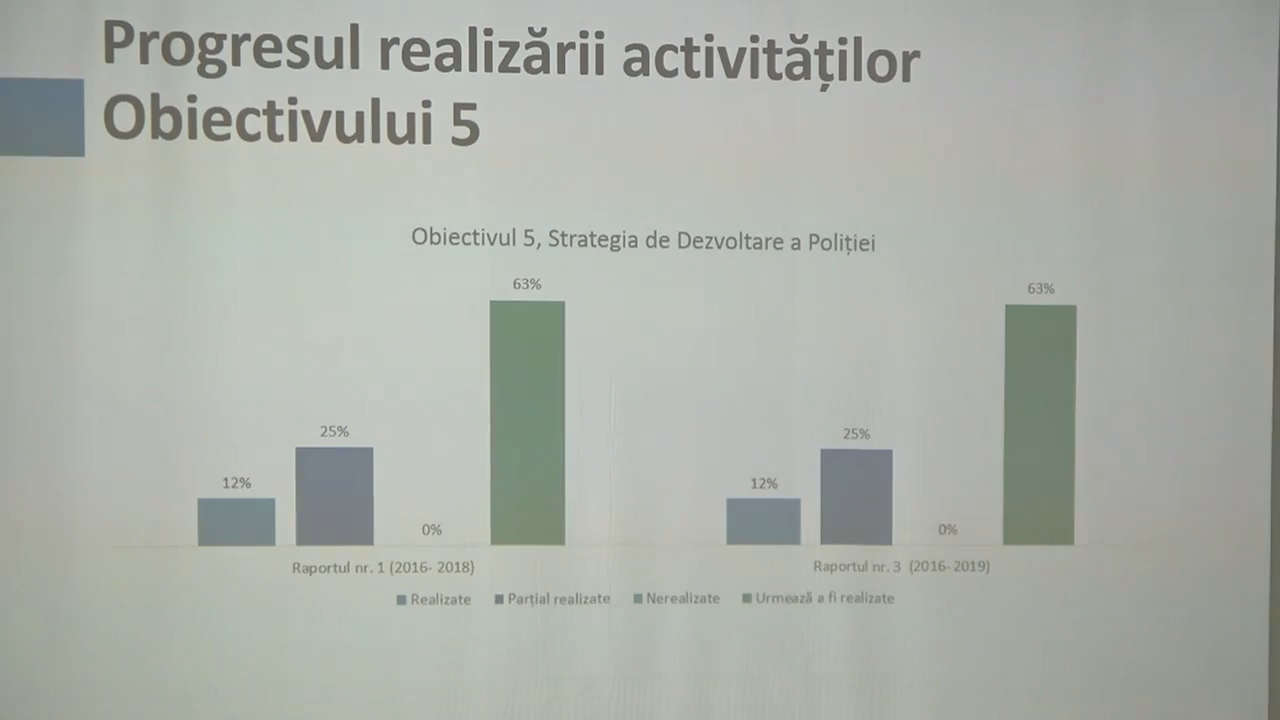 Progresul realizării activităților
Obiectivului 5
Obiectivul 5, Strategia de Dezvoltare a Poliției
63%
63%
25%
25%
12%
12%
0%
0%
Raportul nr. 1 (2016- 2018)
Raportul nr. 3 (2016- 2019)
Realizate
Parțial realizate
Nerealizate
Urmează a fi realizate